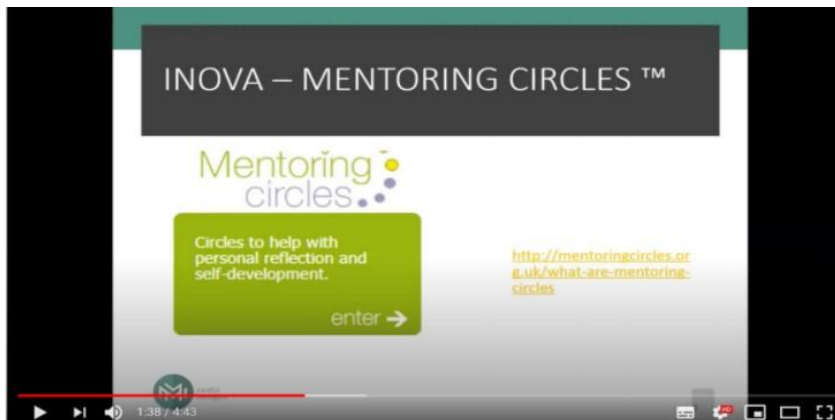 INOVA – MENTORING CIRCLES ™
Mentoring
circles
Circles to help with
personal reflection and
self-development.
enter
http://mentoringcircles.or
g.uk/what-are-mentoring-
circles
1:38 / 4:43
HD